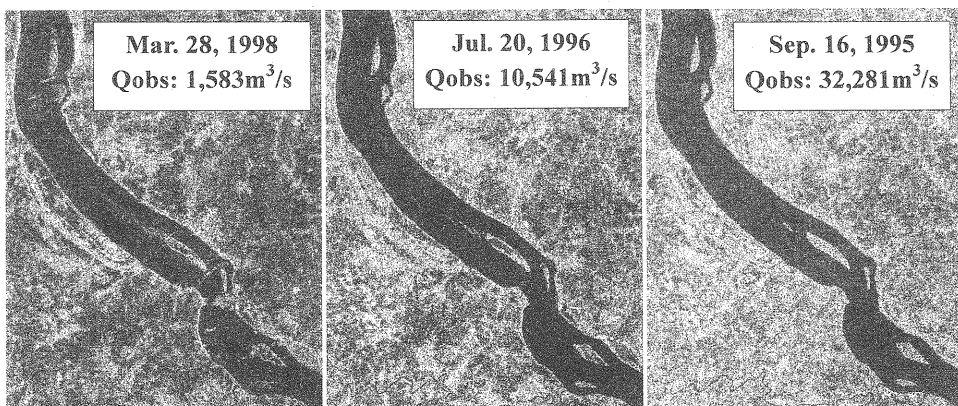 Mar. 28, 1998
Qobs: 1,583m³/s
Jul. 20, 1996
Qobs: 10,541m³/s
Sep. 16, 1995
Qobs: 32,281m³/s